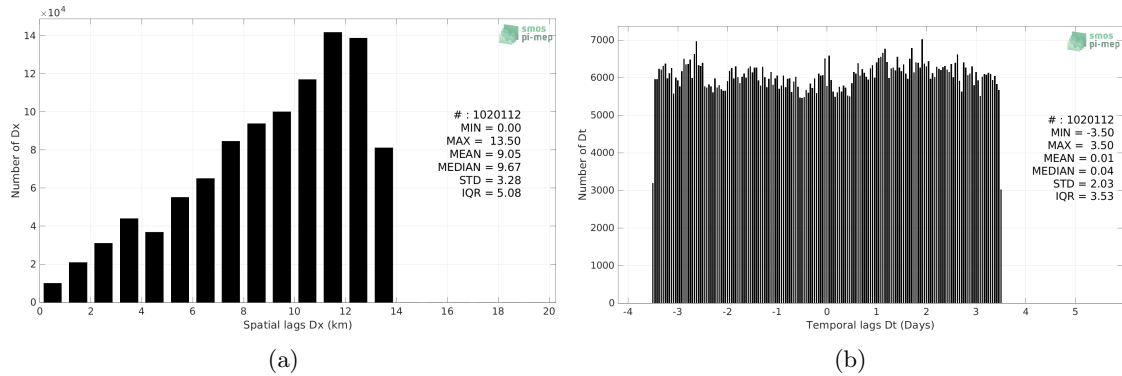 ×10⁴
14
12
10
8
6
4
2
0
Number of Dx
0 2 4 6 8 10 12 14 16 18 20
Spatial lags Dx (km)
smos
pi-mep
# : 1020112
MIN = 0.00
MAX = 13.50
MEAN = 9.05
MEDIAN = 9.67
STD = 3.28
IQR = 5.08
(a)
7000
6000
5000
4000
3000
2000
1000
0
Number of Dt
-4 -3 -2 -1 0 1 2 3 4 5
Temporal lags Dt (Days)
smos
pi-mep
# : 1020112
MIN = -3.50
MAX = 3.50
MEAN = 0.01
MEDIAN = 0.04
STD = 2.03
IQR = 3.53
(b)